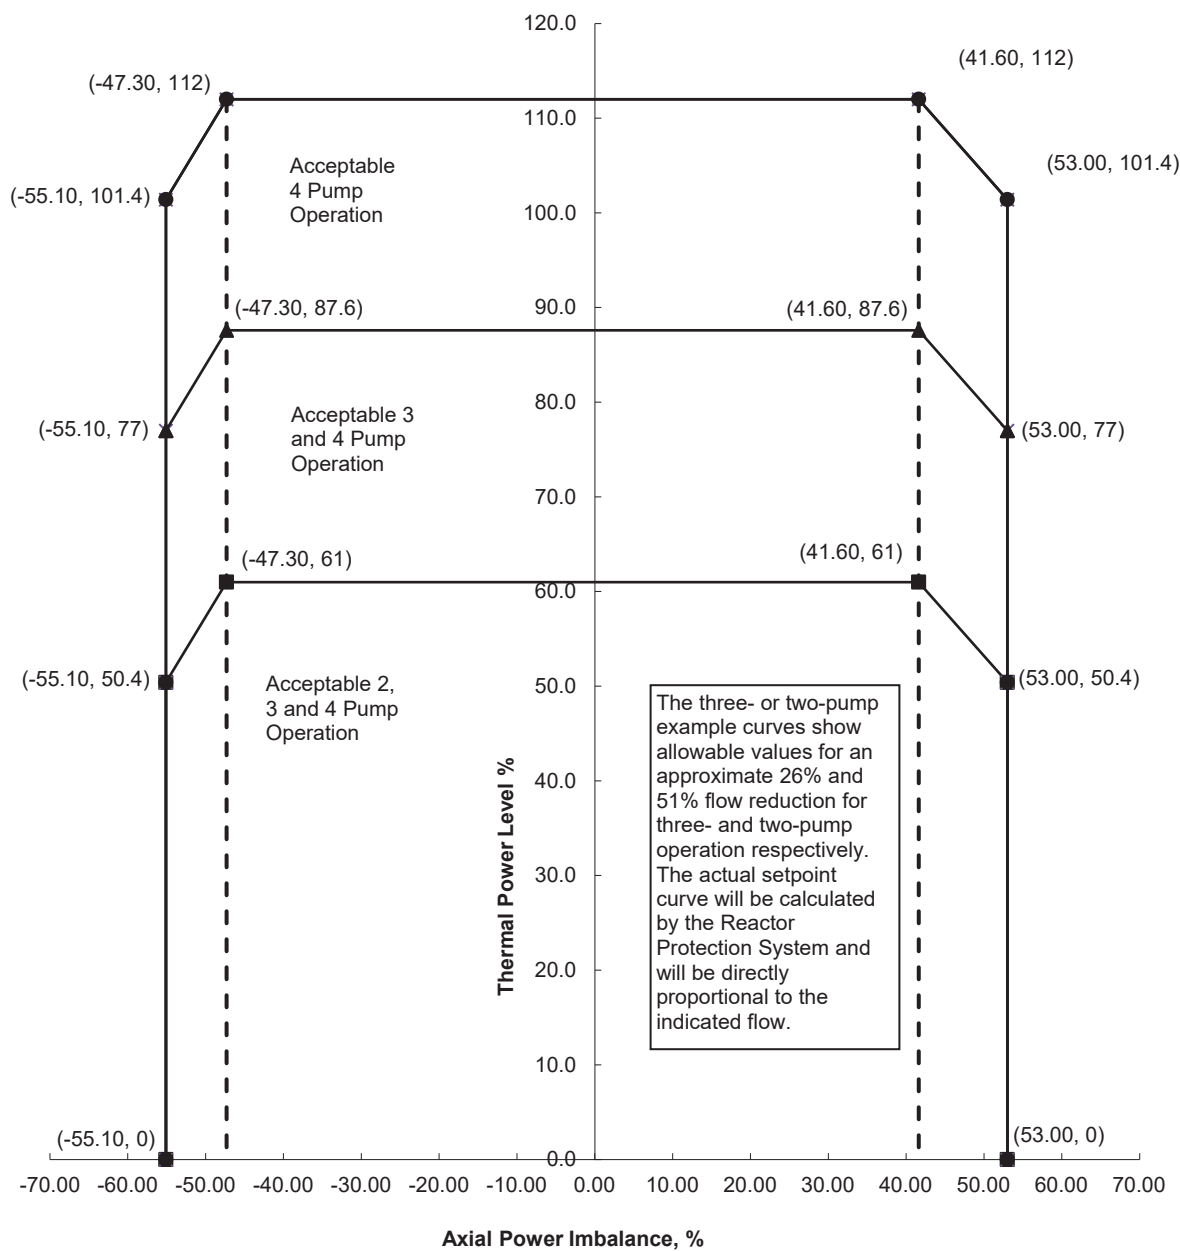 120.0
(41.60, 112)
(-47.30, 112)
110.0
Acceptable
4 Pump
Operation
(53.00, 101.4)
(-55.10, 101.4)
100.0
(-47.30, 87.6)
90.0
(41.60, 87.6)
80.0
Acceptable 3
and 4 Pump
Operation
(-55.10, 77)
(53.00, 77)
70.0
(-47.30, 61)
(41.60, 61)
60.0
(-55.10, 50.4)
(53.00, 50.4)
Acceptable 2,
3 and 4 Pump
Operation
50.0
The three- or two-pump
example curves show
allowable values for an
approximate 26% and
51% flow reduction for
three- and two-pump
operation respectively.
The actual setpoint
curve will be calculated
by the Reactor
Protection System and
will be directly
proportional to the
indicated flow.
Thermal Power Level %
40.0
30.0
20.0
10.0
(-55.10, 0)
(53.00, 0)
0.0
-70.00 -60.00 -50.00 -40.00 -30.00 -20.00 -10.00 0.00 10.00 20.00 30.00 40.00 50.00 60.00 70.00
Axial Power Imbalance, %